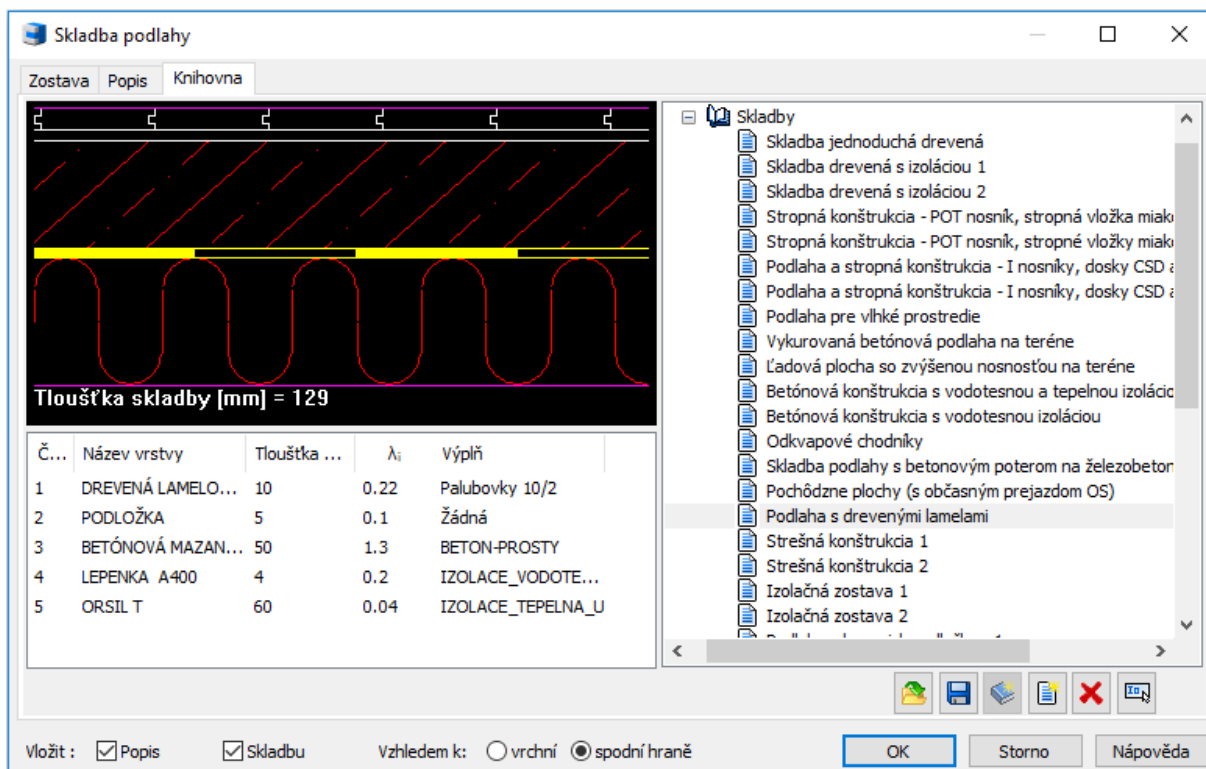 Skladba podlahy
Zostava Popis Knihovna
Tloušťka skladby [mm] = 129
Č... Název vrstvy Tloušťka ... λᵢ Výplň
1 DREVENÁ LAMELO... 10 0.22 Palubovky 10/2
2 PODLOŽKA 5 0.1 Žádná
3 BETÓNOVÁ MAZAN... 50 1.3 BETON-PROSTY
4 LEPENKA A400 4 0.2 IZOLACE_VODOTE...
5 ORSIL T 60 0.04 IZOLACE_TEPELNA_U
Skladby
Skladba jednoduchá drevená
Skladba drevená s izoláciou 1
Skladba drevená s izoláciou 2
Stropná konštrukcia - POT nosník, stropná vložka miak
Stropná konštrukcia - POT nosník, stropné vložky miak
Podlaha a stropná konštrukcia - I nosníky, dosky CSD a
Podlaha a stropná konštrukcia - I nosníky, dosky CSD
Podlaha pre vlhké prostredie
Vykurovaná betónová podlaha na teréne
Ľadová plocha so zvýšenou nosnosťou na teréne
Betónová konštrukcia s vodotesnou a tepelnou izolácio
Betónová konštrukcia s vodotesnou izoláciou
Odkvapové chodníky
Skladba podlahy s betonovým poterom na železobeton
Pochôdzne plochy (s občasným prejazdom OS)
Podlaha s drevenými lamelami
Strešná konštrukcia 1
Strešná konštrukcia 2
Izolačná zostava 1
Izolačná zostava 2
Vložit : Popis Skladbu Vzhledem k: vrchní spodní hraně OK Storno Nápověda